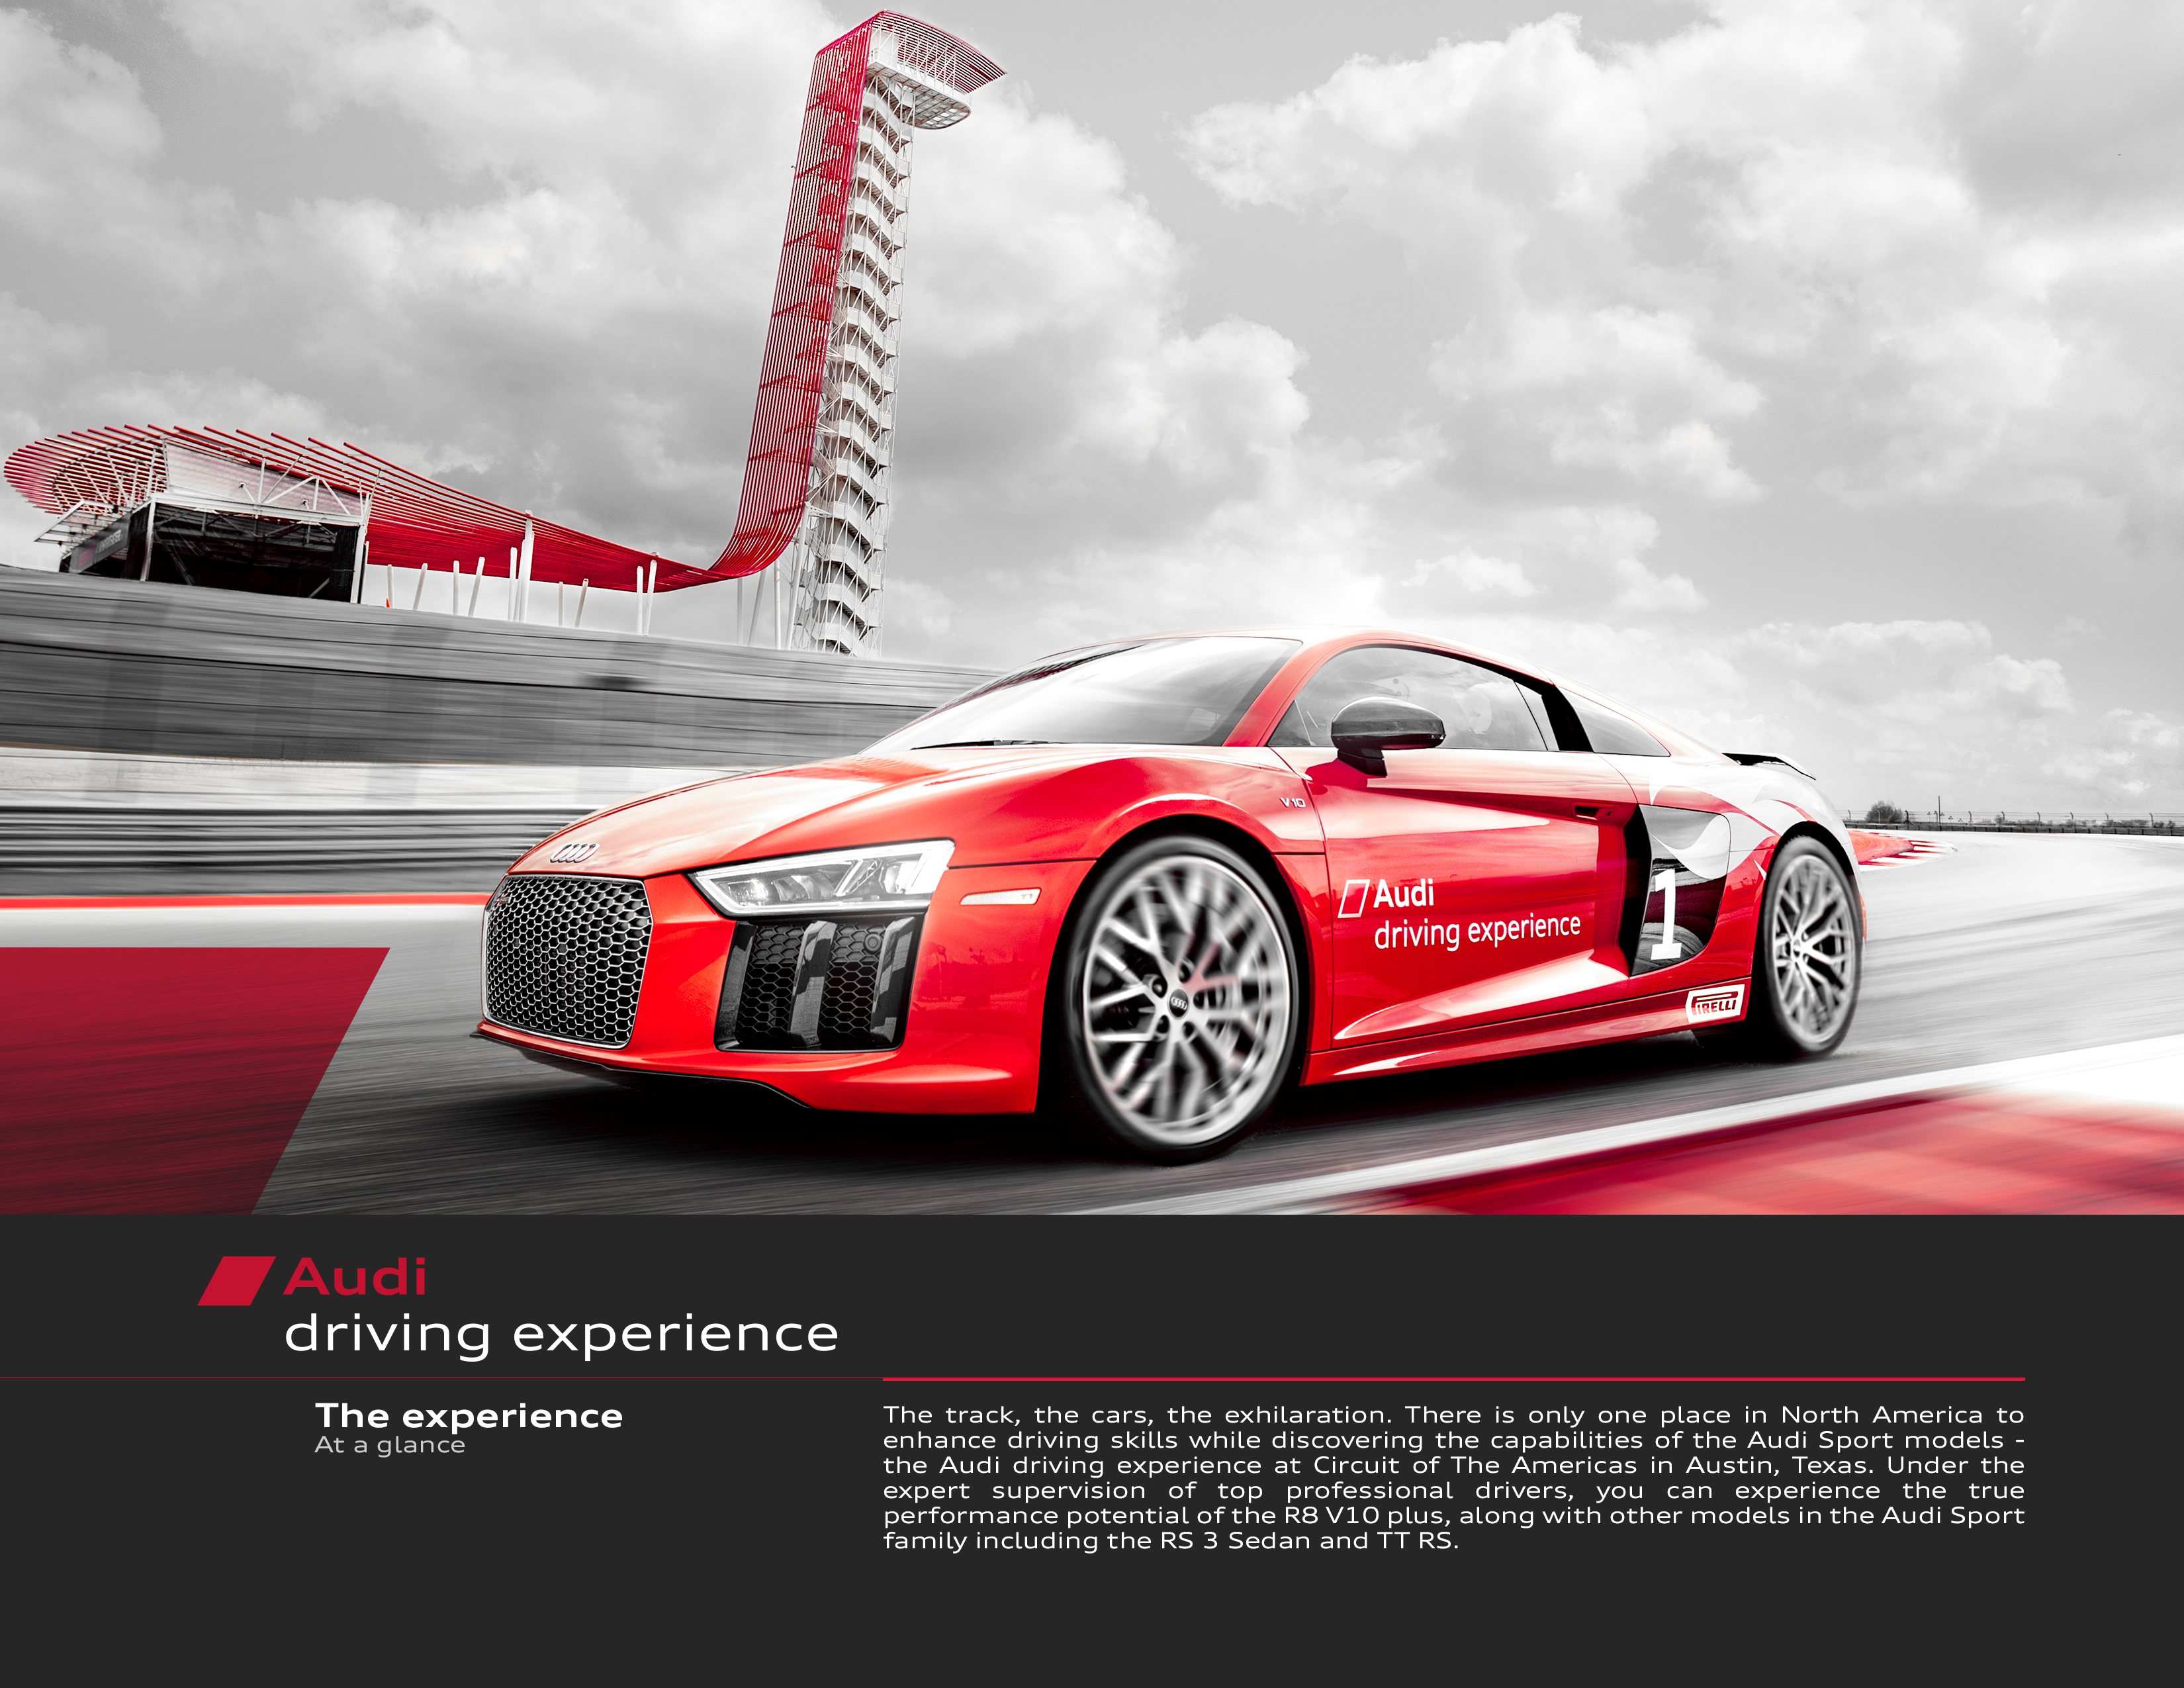 V10
Audi
driving experience
1
PIRELLI
Audi
driving experience
The experience
At a glance
The track, the cars, the exhilaration. There is only one place in North America to
enhance driving skills while discovering the capabilities of the Audi Sport models -
the Audi driving experience at Circuit of The Americas in Austin, Texas. Under the
expert supervision of top professional drivers, you can experience the true
performance potential of the R8 V10 plus, along with other models in the Audi Sport
family including the RS 3 Sedan and TT RS.